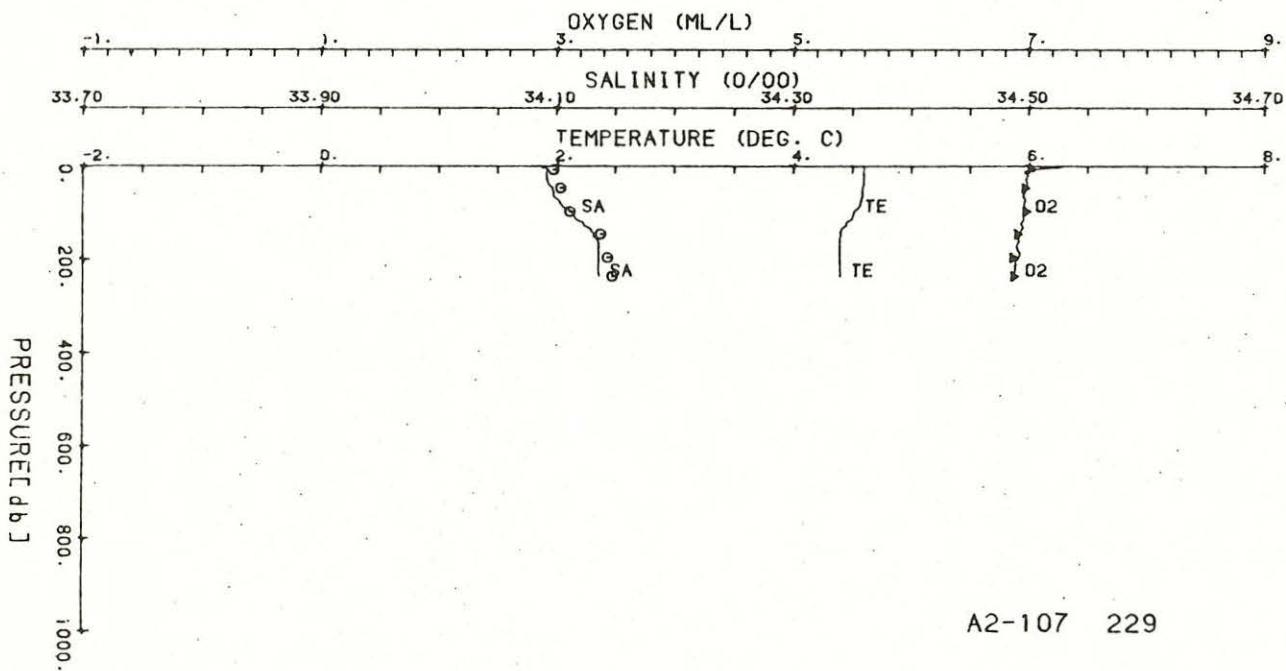 OXYGEN (ML/L)
-1. 1. 3. 5. 7. 9.
SALINITY (0/00)
33.70 33.90 34.10 34.30 34.50 34.70
TEMPERATURE (DEG. C)
-2. 0. 2. 4. 6. 8.
0.
SA TE O2
200.
SA TE O2
400.
600.
800.
1000.
PRESSURE[db]
A2-107 229